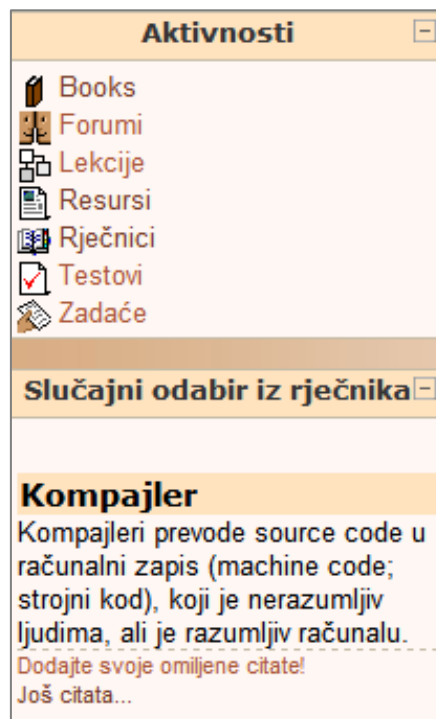 Aktivnosti
Books
Forumi
Lekcije
Resursi
Rječnici
Testovi
Zadaće
Slučajni odabir iz rječnika
Kompajler
Kompajleri prevode source code u
računalni zapis (machine code;
strojni kod), koji je nerazumljiv
ljudima, ali je razumljiv računalu.
Dodajte svoje omiljene citate!
Još citata...